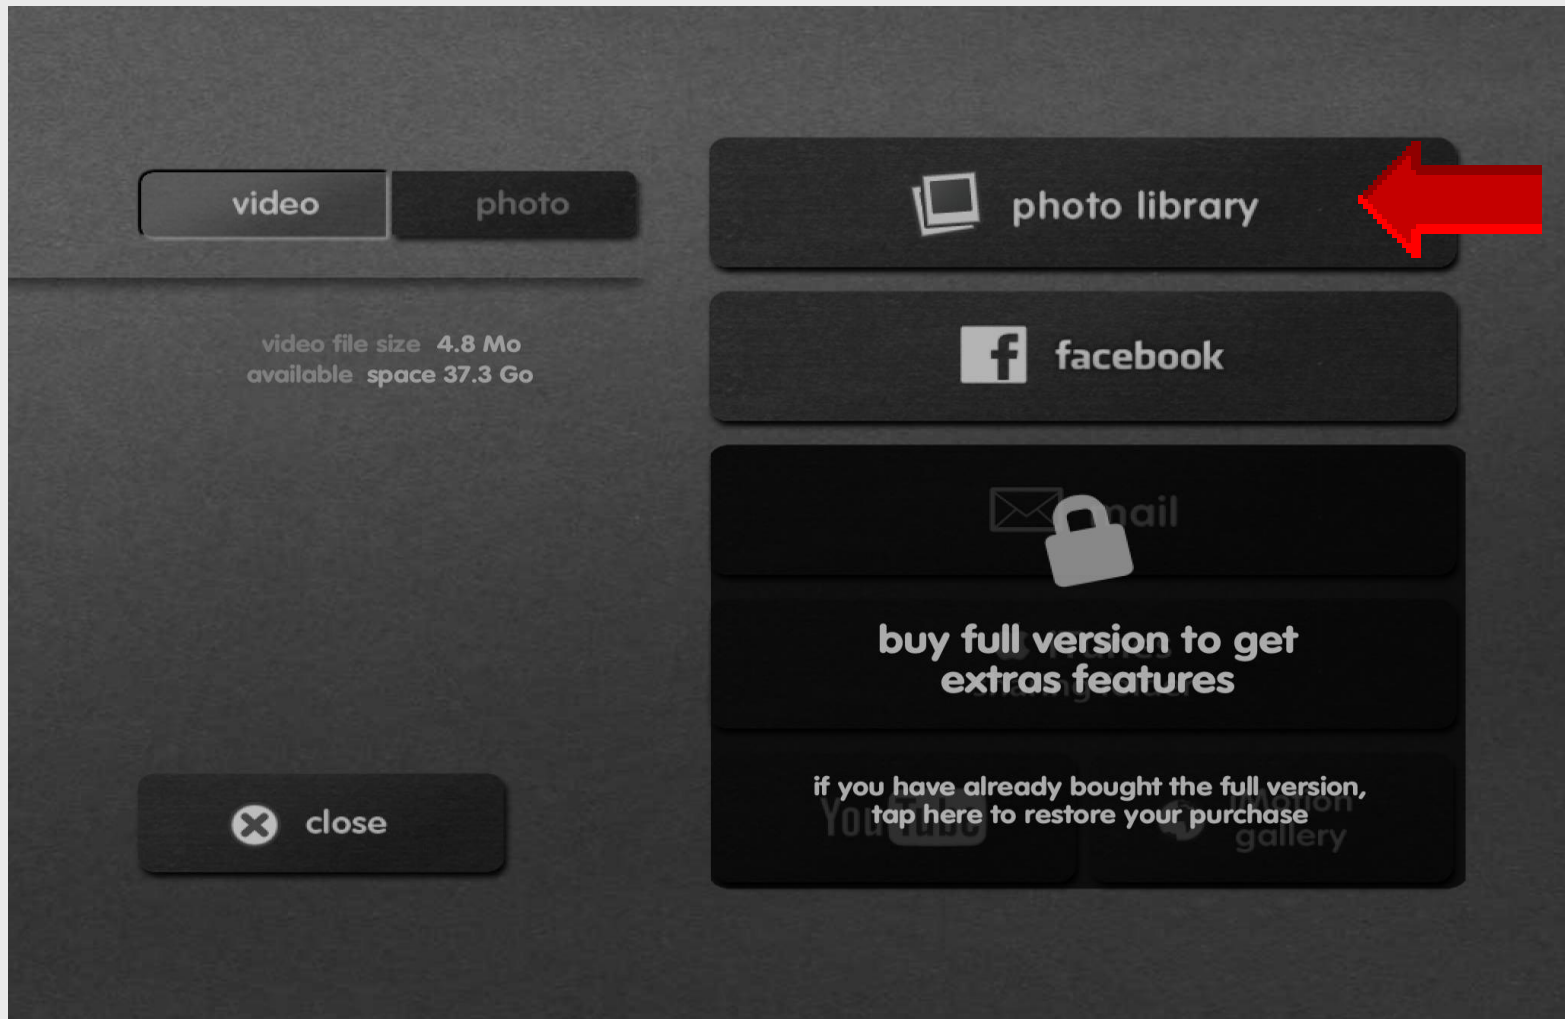 video
photo
video file size 4.8 Mo
available space 37.3 Go
close
photo library
facebook
mail
buy full version to get
extras features
if you have already bought the full version,
tap here to restore your purchase
YouTube
iMotion
gallery